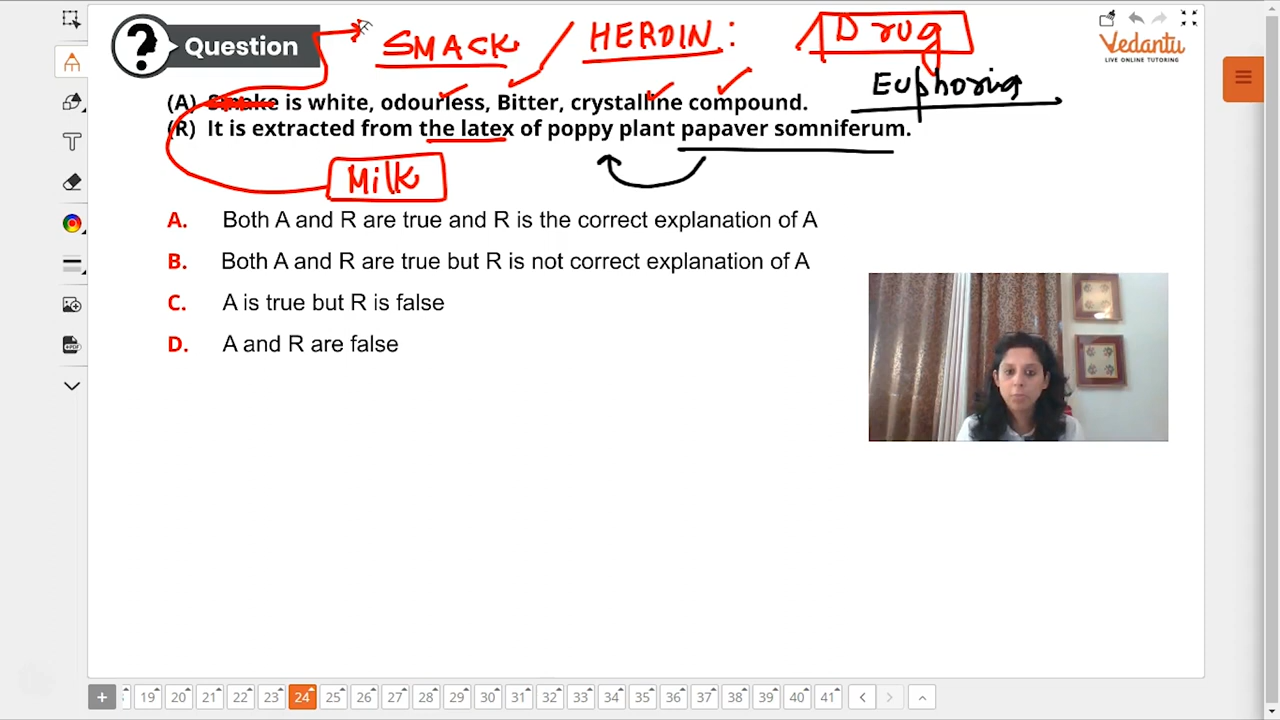 Question
SMACK / HEROIN : Drug
Vedantu
LIVE ONLINE TUTORING
Euphoria
(A) Smake is white, odourless, Bitter, crystalline compound.
(R) It is extracted from the latex of poppy plant papaver somniferum.
Milk
A. Both A and R are true and R is the correct explanation of A
B. Both A and R are true but R is not correct explanation of A
C. A is true but R is false
D. A and R are false
19 20 21 22 23 24 25 26 27 28 29 30 31 32 33 34 35 36 37 38 39 40 41